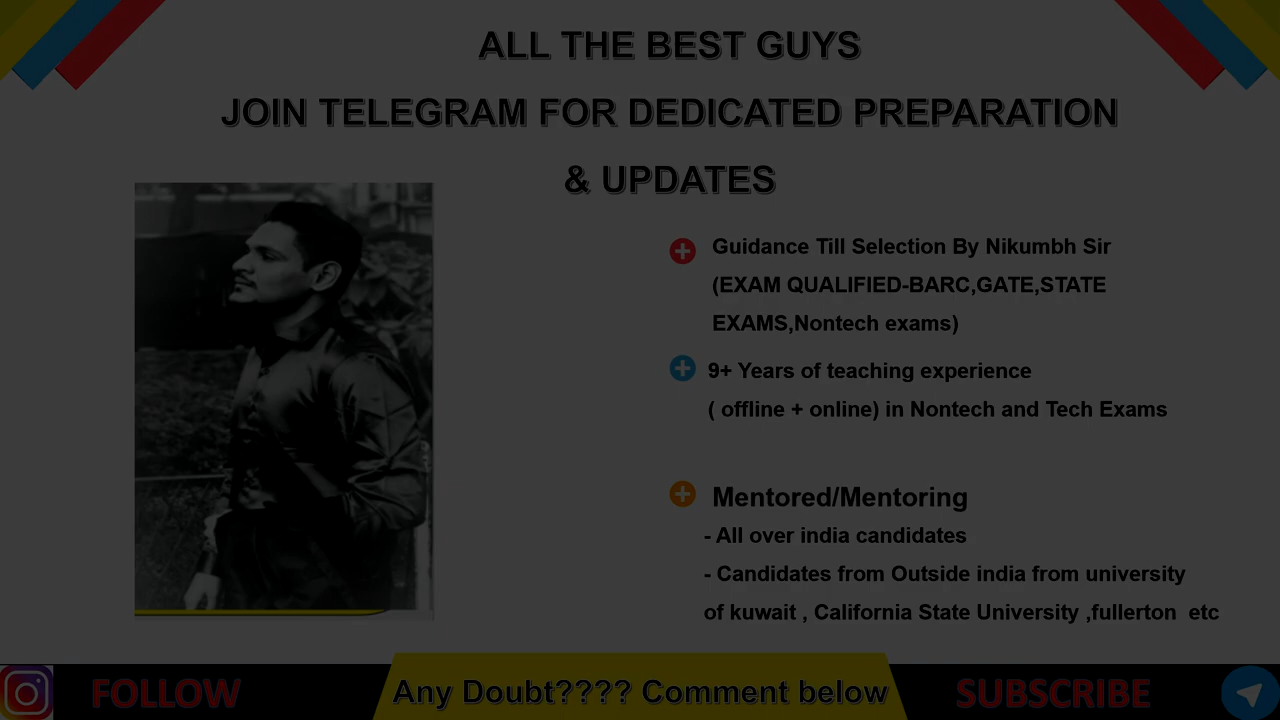 ALL THE BEST GUYS
JOIN TELEGRAM FOR DEDICATED PREPARATION
& UPDATES
Guidance Till Selection By Nikumbh Sir
(EXAM QUALIFIED-BARC,GATE,STATE
EXAMS,Nontech exams)
9+ Years of teaching experience
( offline + online) in Nontech and Tech Exams
Mentored/Mentoring
- All over india candidates
- Candidates from Outside india from university
of kuwait , California State University ,fullerton etc
FOLLOW
Any Doubt???? Comment below
SUBSCRIBE